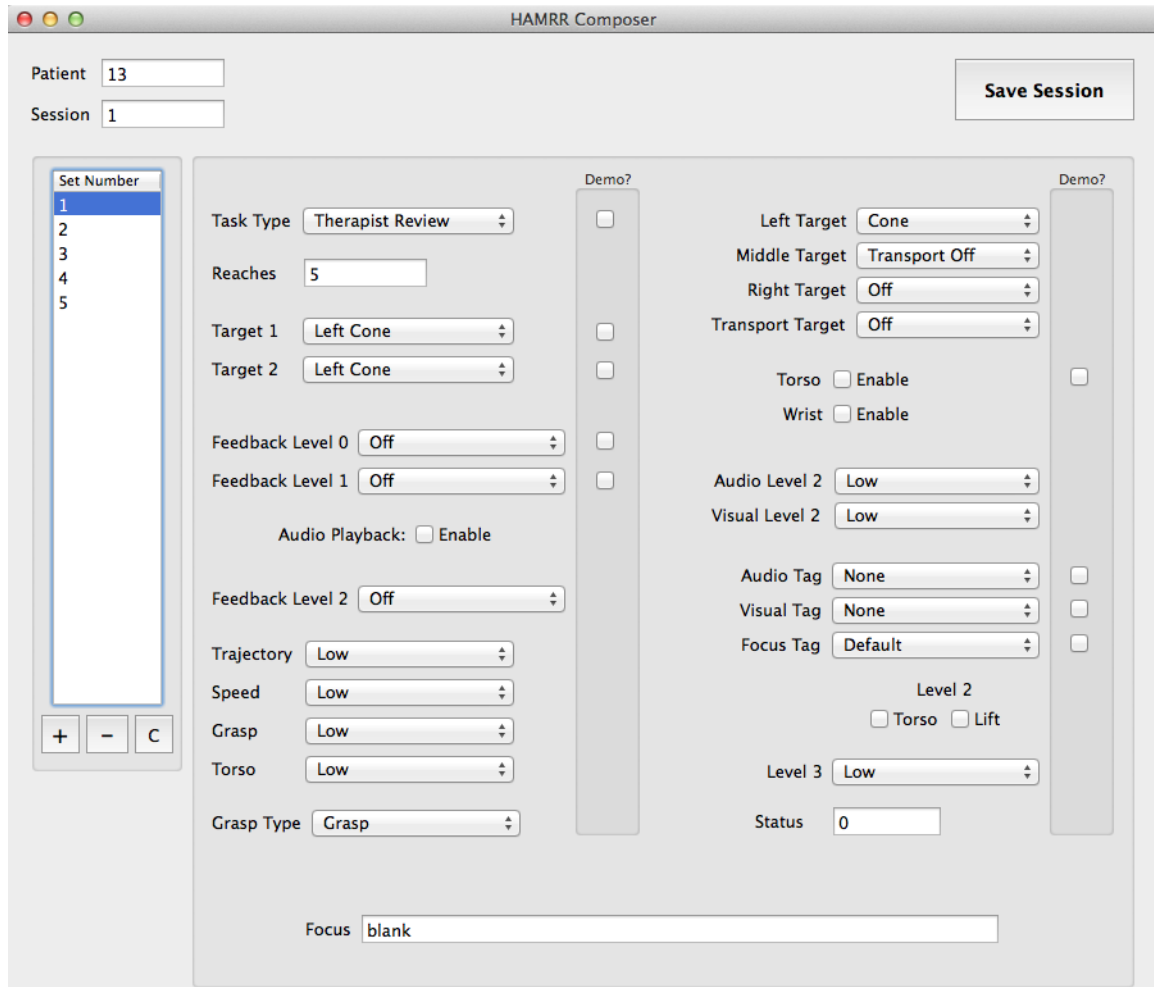 HAMRR Composer
Patient 13
Save Session
Session 1
Set Number
1
2
3
4
5
+ - C
Demo?
Task Type Therapist Review
Reaches 5
Target 1 Left Cone
Target 2 Left Cone
Feedback Level 0 Off
Feedback Level 1 Off
Audio Playback: Enable
Feedback Level 2 Off
Trajectory Low
Speed Low
Grasp Low
Torso Low
Grasp Type Grasp
Demo?
Left Target Cone
Middle Target Transport Off
Right Target Off
Transport Target Off
Torso Enable
Wrist Enable
Audio Level 2 Low
Visual Level 2 Low
Audio Tag None
Visual Tag None
Focus Tag Default
Level 2
Torso Lift
Level 3 Low
Status 0
Focus blank